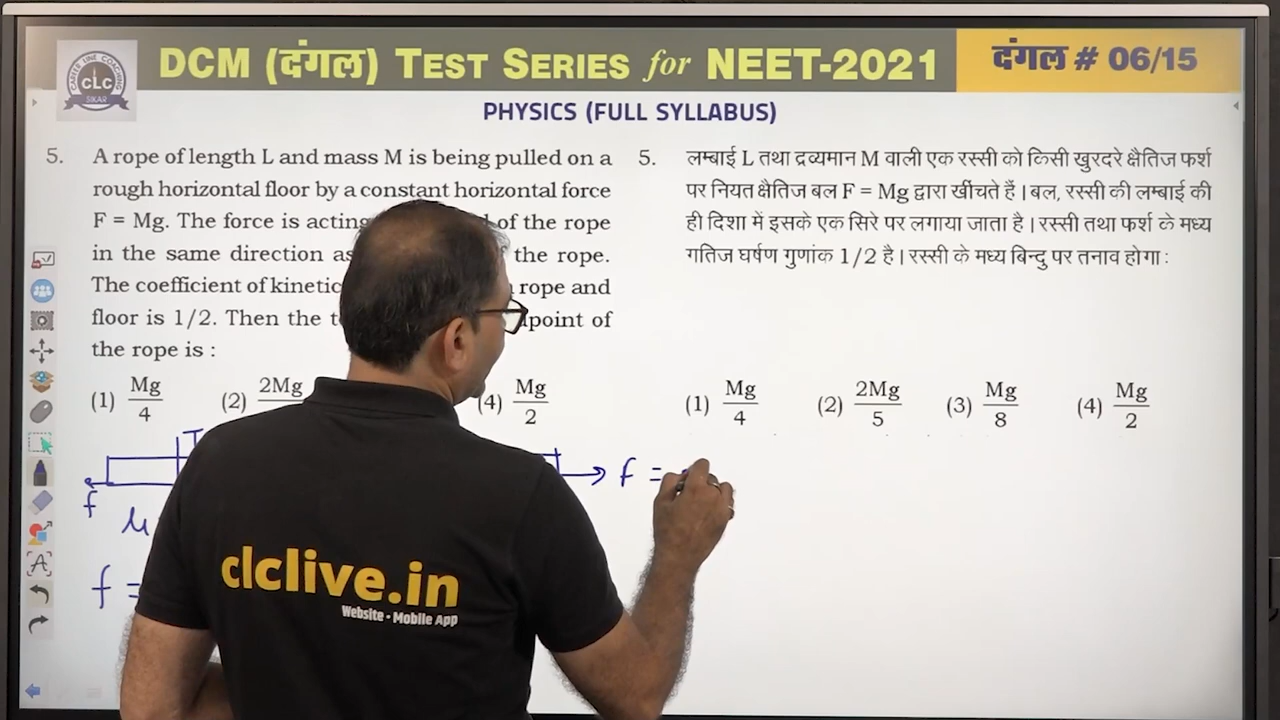 CLC
SIKAR
DCM (दंगल) TEST SERIES for NEET-2021
दंगल # 06/15
PHYSICS (FULL SYLLABUS)
5. A rope of length L and mass M is being pulled on a
rough horizontal floor by a constant horizontal force
F = Mg. The force is acting of the rope
in the same direction as the rope.
The coefficient of kinetic rope and
floor is 1/2. Then the of
the rope is :
(1) Mg/4 (2) 2Mg (4) Mg/2
T
f
μ
f =
f =
5. लम्बाई L तथा द्रव्यमान M वाली एक रस्सी को किसी खुरदरे क्षैतिज फर्श
पर नियत क्षैतिज बल F = Mg द्वारा खींचते हैं। बल, रस्सी की लम्बाई की
ही दिशा में इसके एक सिरे पर लगाया जाता है। रस्सी तथा फर्श के मध्य
गतिज घर्षण गुणांक 1/2 है। रस्सी के मध्य बिन्दु पर तनाव होगा :
(1) Mg/4 (2) 2Mg/5 (3) Mg/8 (4) Mg/2
clclive.in
Website • Mobile App